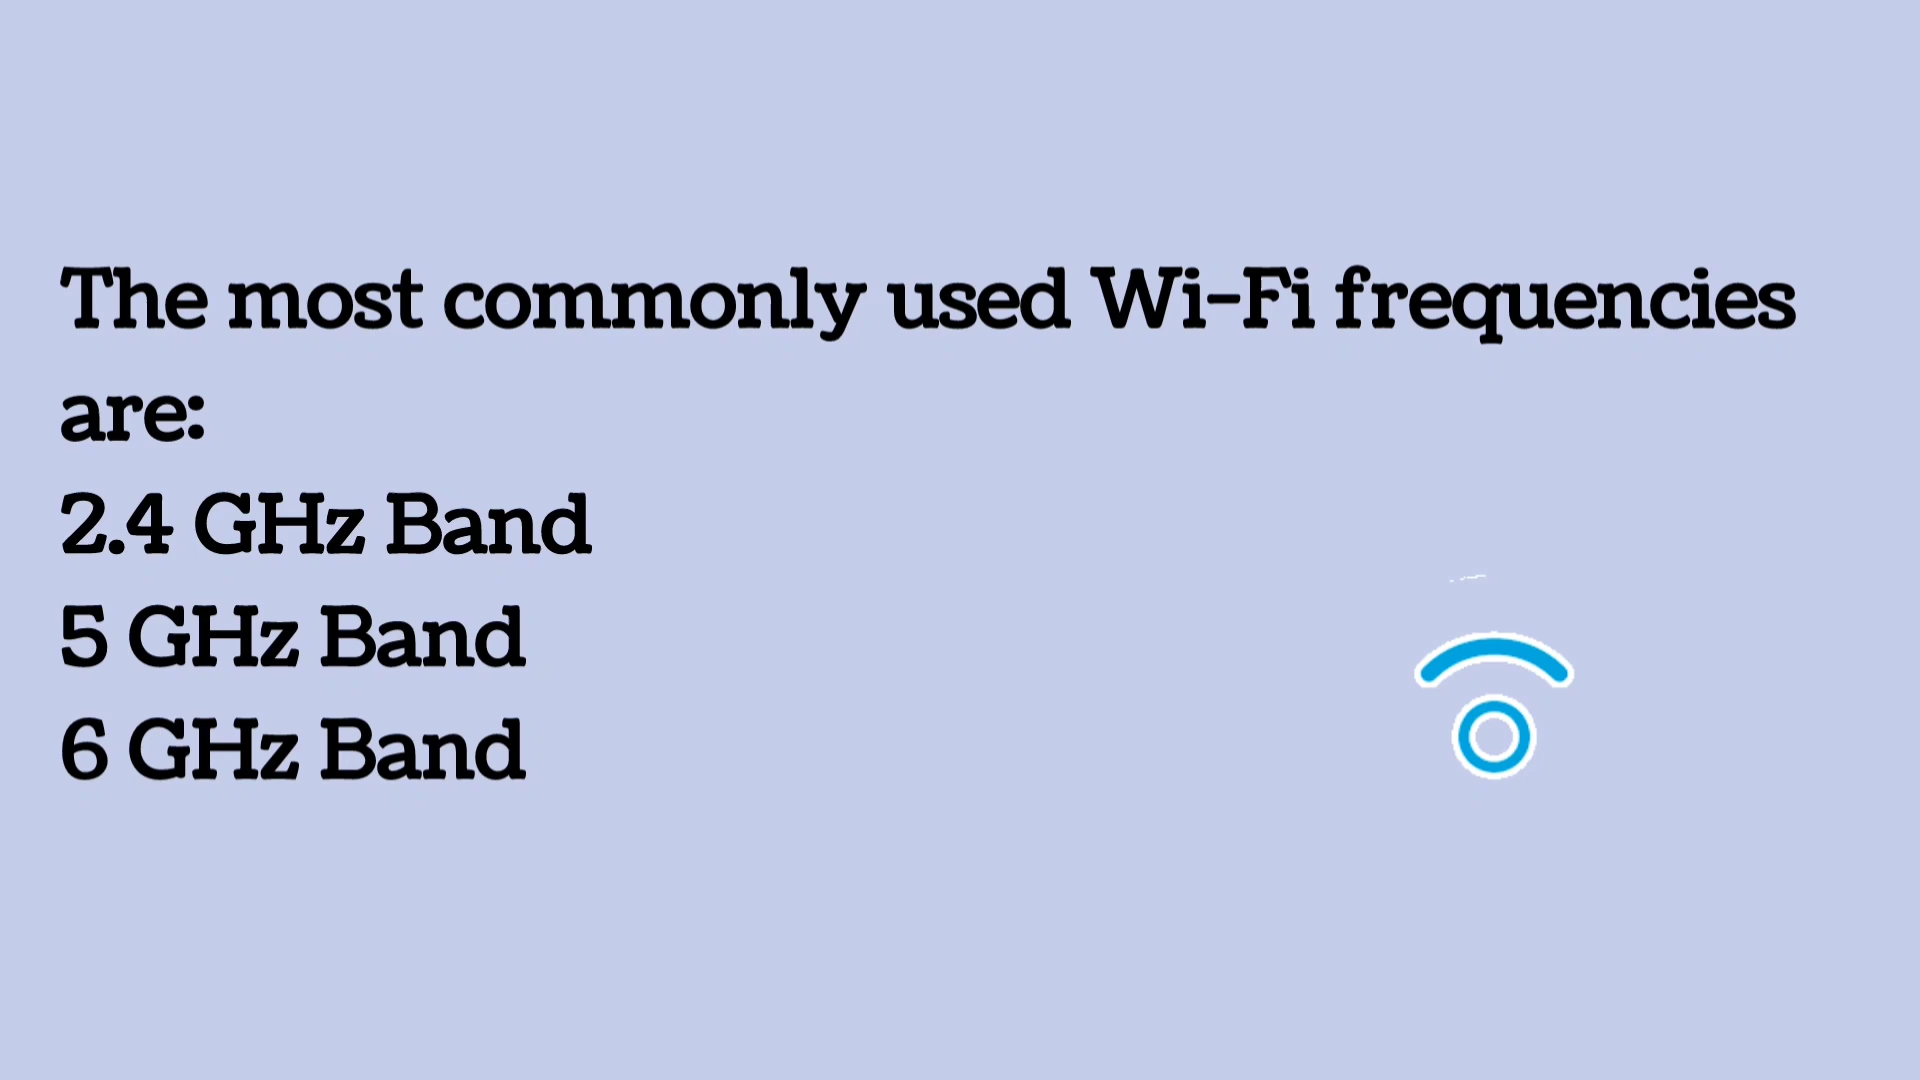 The most commonly used Wi-Fi frequencies
are:
2.4 GHz Band
5 GHz Band
6 GHz Band